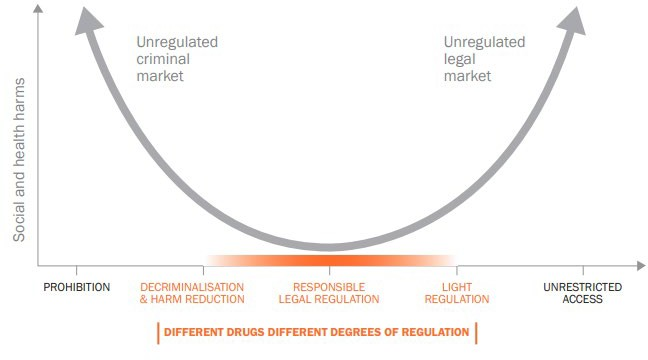 Unregulated
criminal
market
Unregulated
legal
market
Social and health harms
PROHIBITION
DECRIMINALISATION
& HARM REDUCTION
RESPONSIBLE
LEGAL REGULATION
LIGHT
REGULATION
UNRESTRICTED
ACCESS
DIFFERENT DRUGS DIFFERENT DEGREES OF REGULATION